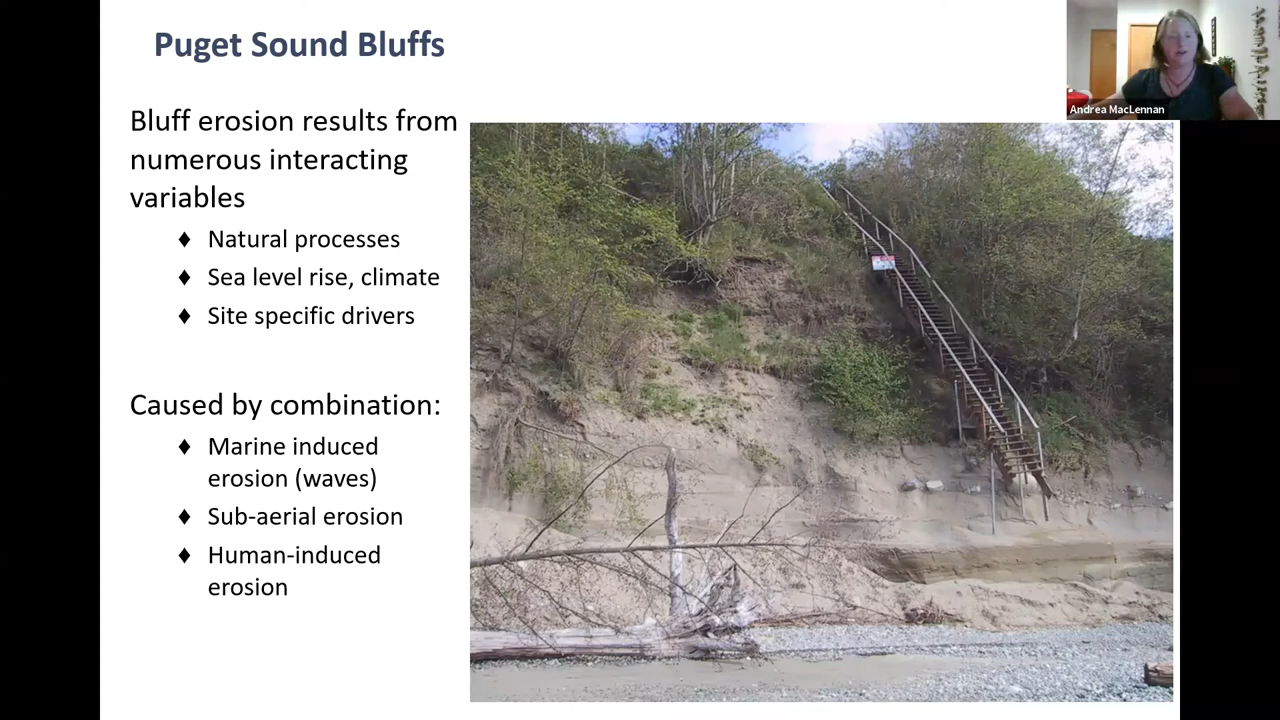 Puget Sound Bluffs
Andrea MacLennan
Bluff erosion results from
numerous interacting
variables
♦ Natural processes
♦ Sea level rise, climate
♦ Site specific drivers
Caused by combination:
♦ Marine induced
erosion (waves)
♦ Sub-aerial erosion
♦ Human-induced
erosion